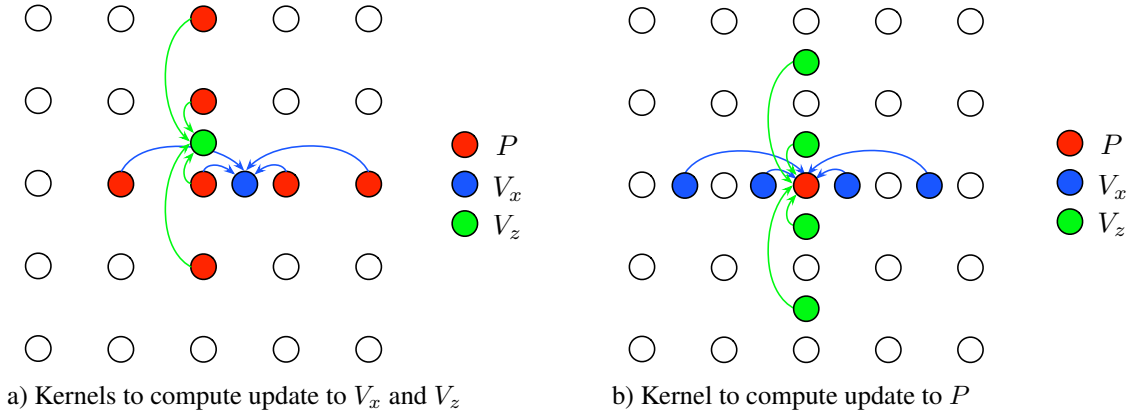 P
V_x
V_z
P
V_x
V_z
a) Kernels to compute update to V_x and V_z
b) Kernel to compute update to P